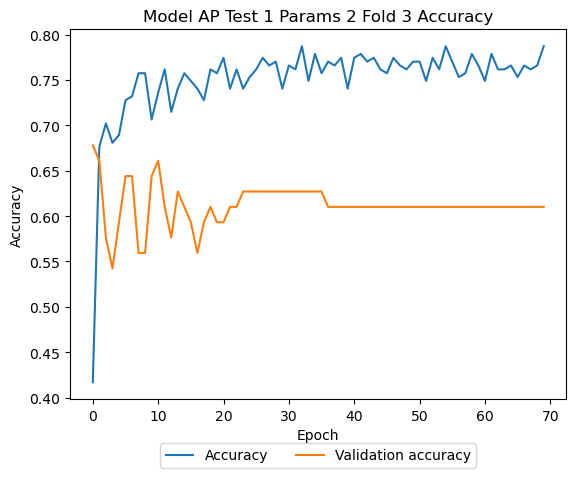 Model AP Test 1 Params 2 Fold 3 Accuracy
0.80
0.75
0.70
0.65
0.60
0.55
0.50
0.45
0.40
Accuracy
0 10 20 30 40 50 60 70
Epoch
Accuracy Validation accuracy